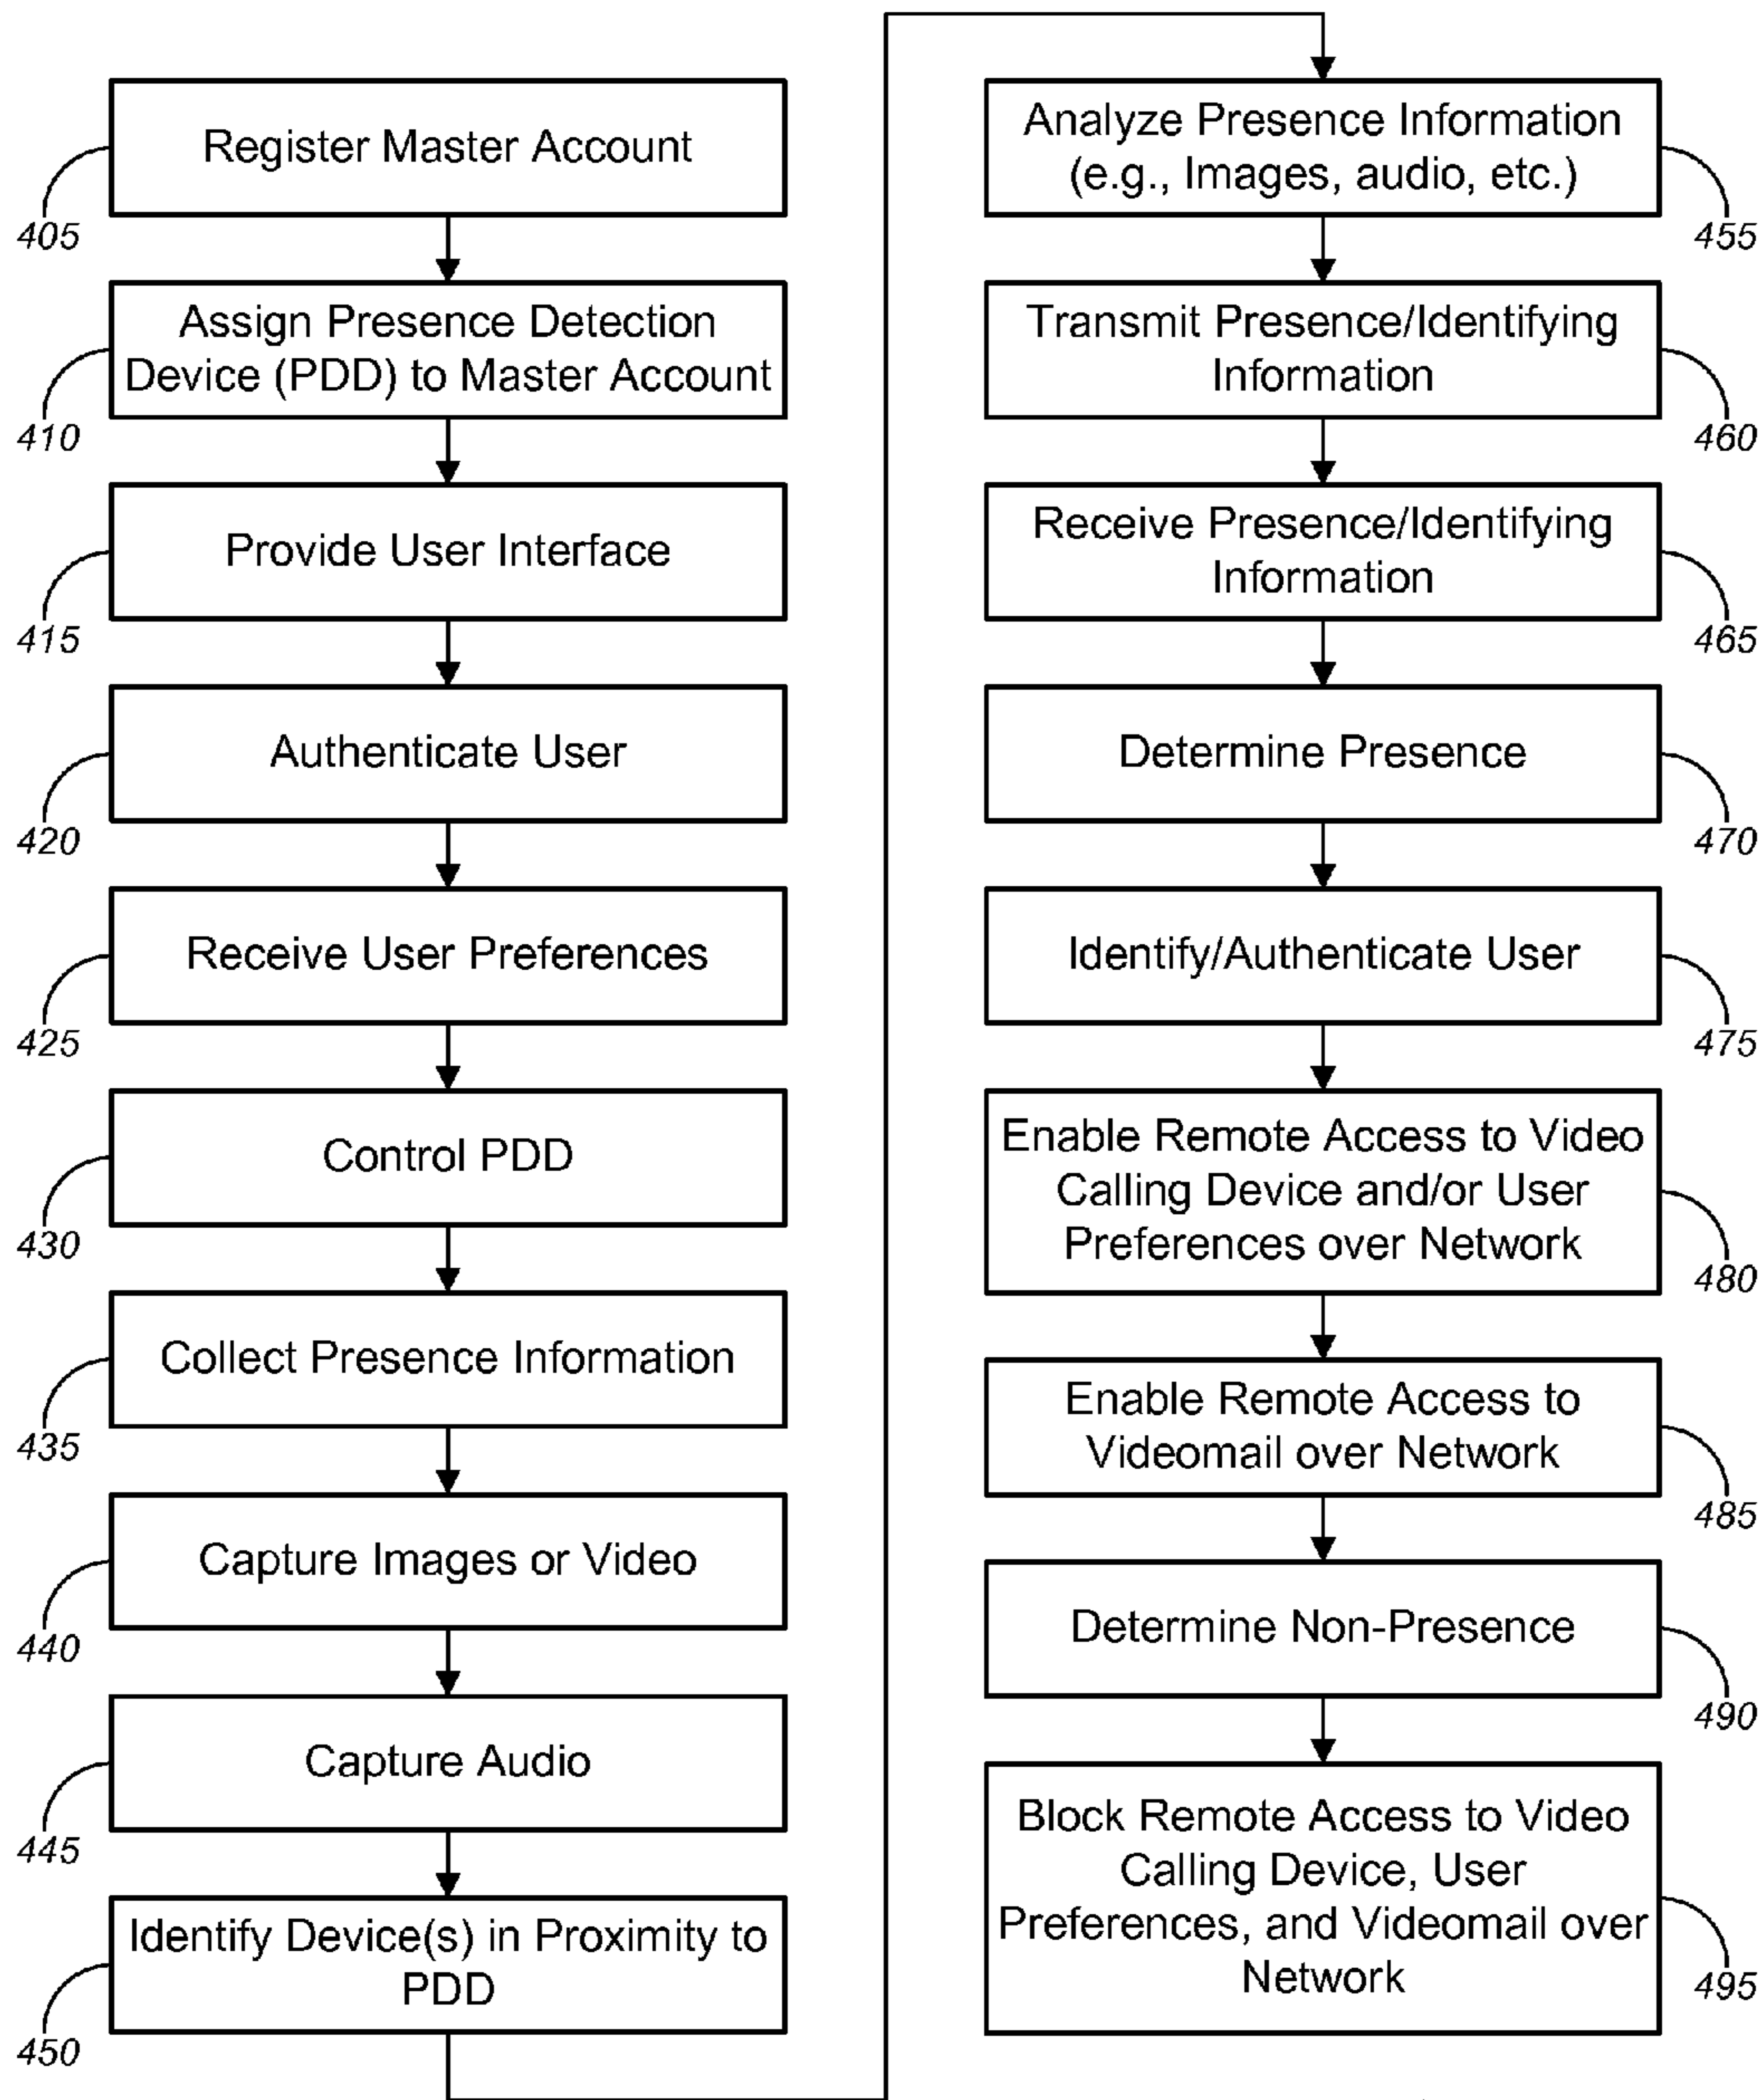 Register Master Account
405
Assign Presence Detection
Device (PDD) to Master Account
410
Provide User Interface
415
Authenticate User
420
Receive User Preferences
425
Control PDD
430
Collect Presence Information
435
Capture Images or Video
440
Capture Audio
445
Identify Device(s) in Proximity to
PDD
450
Analyze Presence Information
(e.g., Images, audio, etc.)
455
Transmit Presence/Identifying
Information
460
Receive Presence/Identifying
Information
465
Determine Presence
470
Identify/Authenticate User
475
Enable Remote Access to Video
Calling Device and/or User
Preferences over Network
480
Enable Remote Access to
Videomail over Network
485
Determine Non-Presence
490
Block Remote Access to Video
Calling Device, User
Preferences, and Videomail over
Network
495